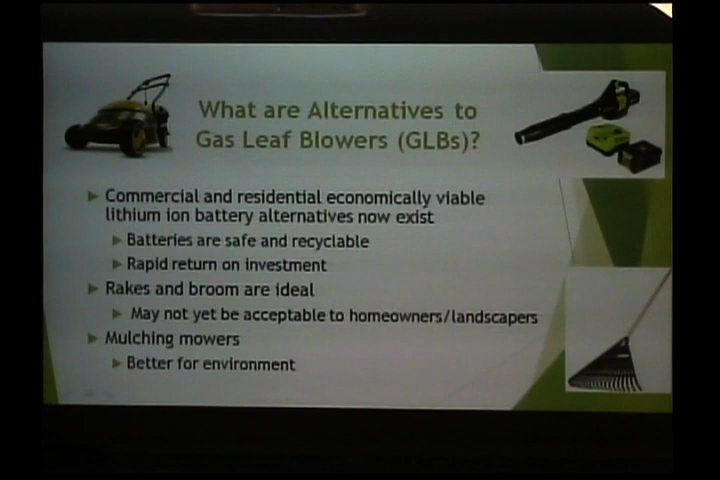 What are Alternatives to
Gas Leaf Blowers (GLBs)?
Commercial and residential economically viable
lithium ion battery alternatives now exist
Batteries are safe and recyclable
Rapid return on investment
Rakes and broom are ideal
May not yet be acceptable to homeowners/landscapers
Mulching mowers
Better for environment